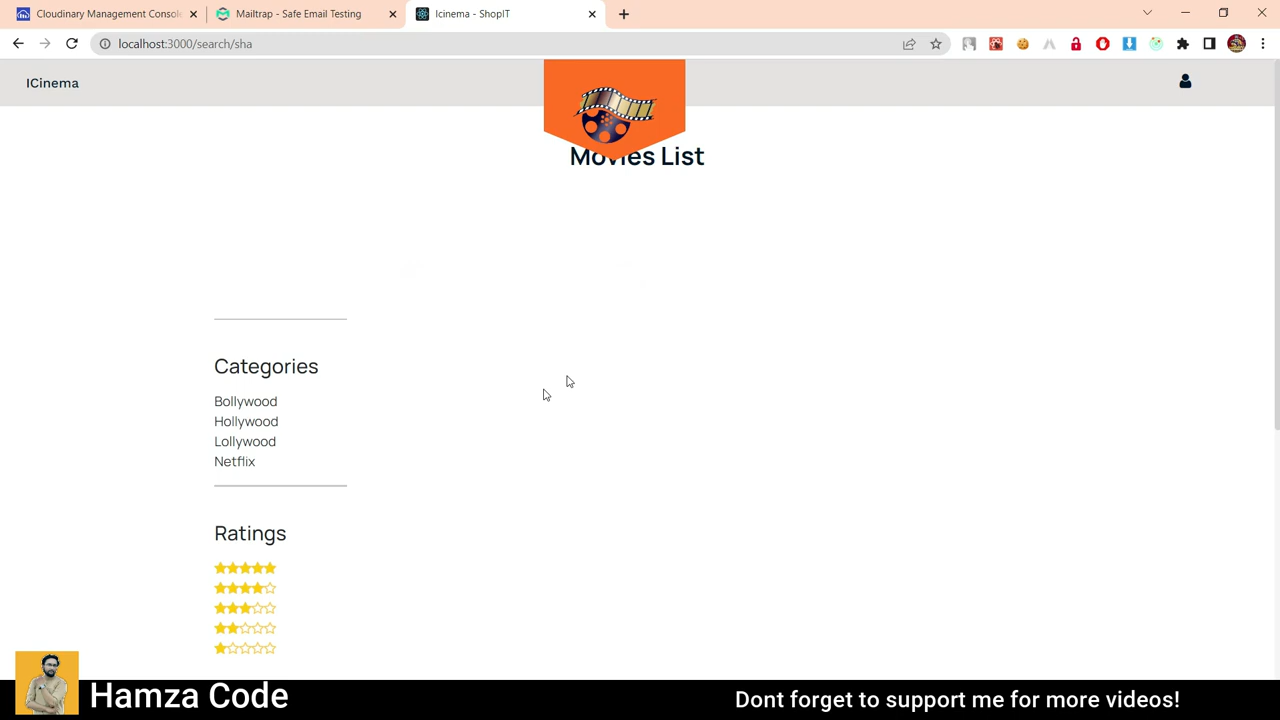 Cloudinary Management Console
Mailtrap - Safe Email Testing
Icinema - ShopIT
localhost:3000/search/sha
ICinema
Movies List
Categories
Bollywood
Hollywood
Lollywood
Netflix
Ratings
Hamza Code
Dont forget to support me for more videos!